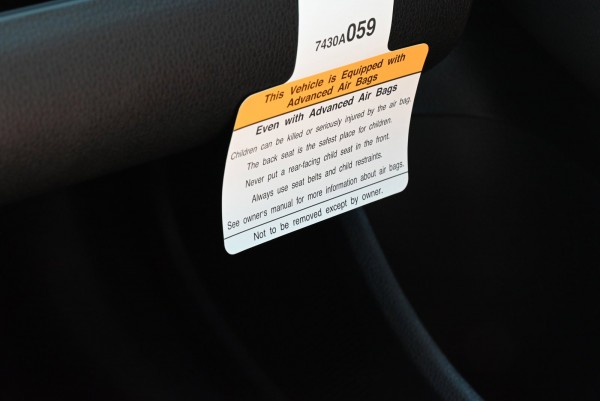 7430A059
This Vehicle is Equipped with
Advanced Air Bags
Even with Advanced Air Bags
Children can be killed or seriously injured by the air bag.
The back seat is the safest place for children.
Never put a rear-facing child seat in the front.
Always use seat belts and child restraints.
See owner's manual for more information about air bags.
Not to be removed except by owner.